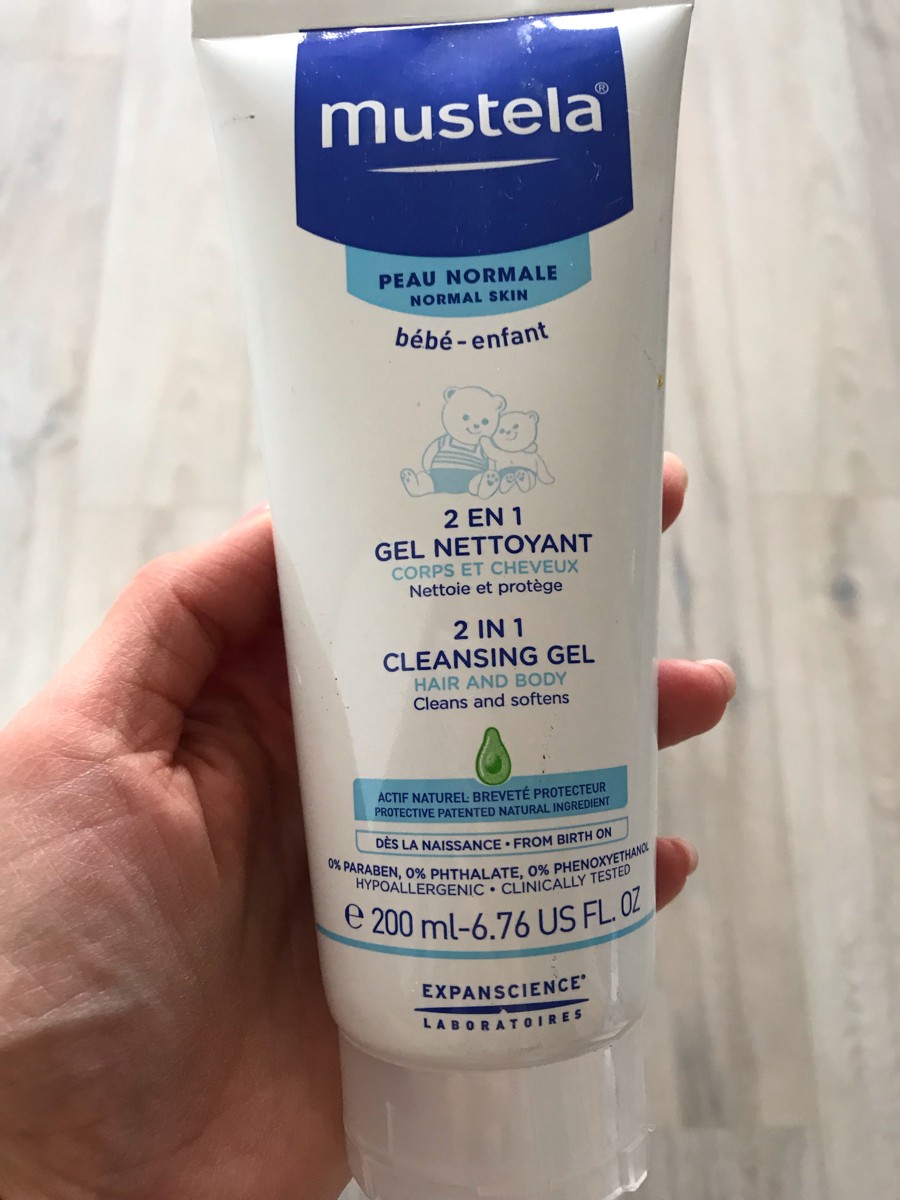 mustela®
PEAU NORMALE
NORMAL SKIN
bébé-enfant
2 EN 1
GEL NETTOYANT
CORPS ET CHEVEUX
Nettoie et protège
2 IN 1
CLEANSING GEL
HAIR AND BODY
Cleans and softens
ACTIF NATUREL BREVETÉ PROTECTEUR
PROTECTIVE PATENTED NATURAL INGREDIENT
DÈS LA NAISSANCE • FROM BIRTH ON
0% PARABEN, 0% PHTHALATE, 0% PHENOXYETHANOL
HYPOALLERGENIC • CLINICALLY TESTED
℮ 200 ml-6.76 US FL. OZ
EXPANSCIENCE®
LABORATOIRES